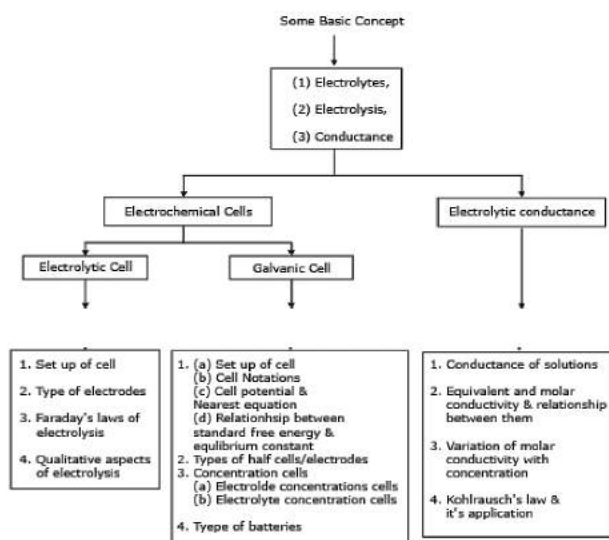 Some Basic Concept
(1) Electrolytes,
(2) Electrolysis,
(3) Conductance
Electrochemical Cells
Electrolytic conductance
Electrolytic Cell
Galvanic Cell
1. Set up of cell
2. Type of electrodes
3. Faraday's laws of
electrolysis
4. Qualitative aspects
of electrolysis
1. (a) Set up of cell
(b) Cell Notations
(c) Cell potential &
Nearest equation
(d) Relationhsip between
standard free energy &
equlibrium constant
2. Types of half cells/electrodes
3. Concentration cells
(a) Electrolde concentrations cells
(b) Electrolyte concentration cells
4. Tyepe of batteries
1. Conductance of solutions
2. Equivalent and molar
conductivity & relationship
between them
3. Variation of molar
conductivity with
concentration
4. Kohlrausch's law &
it's application